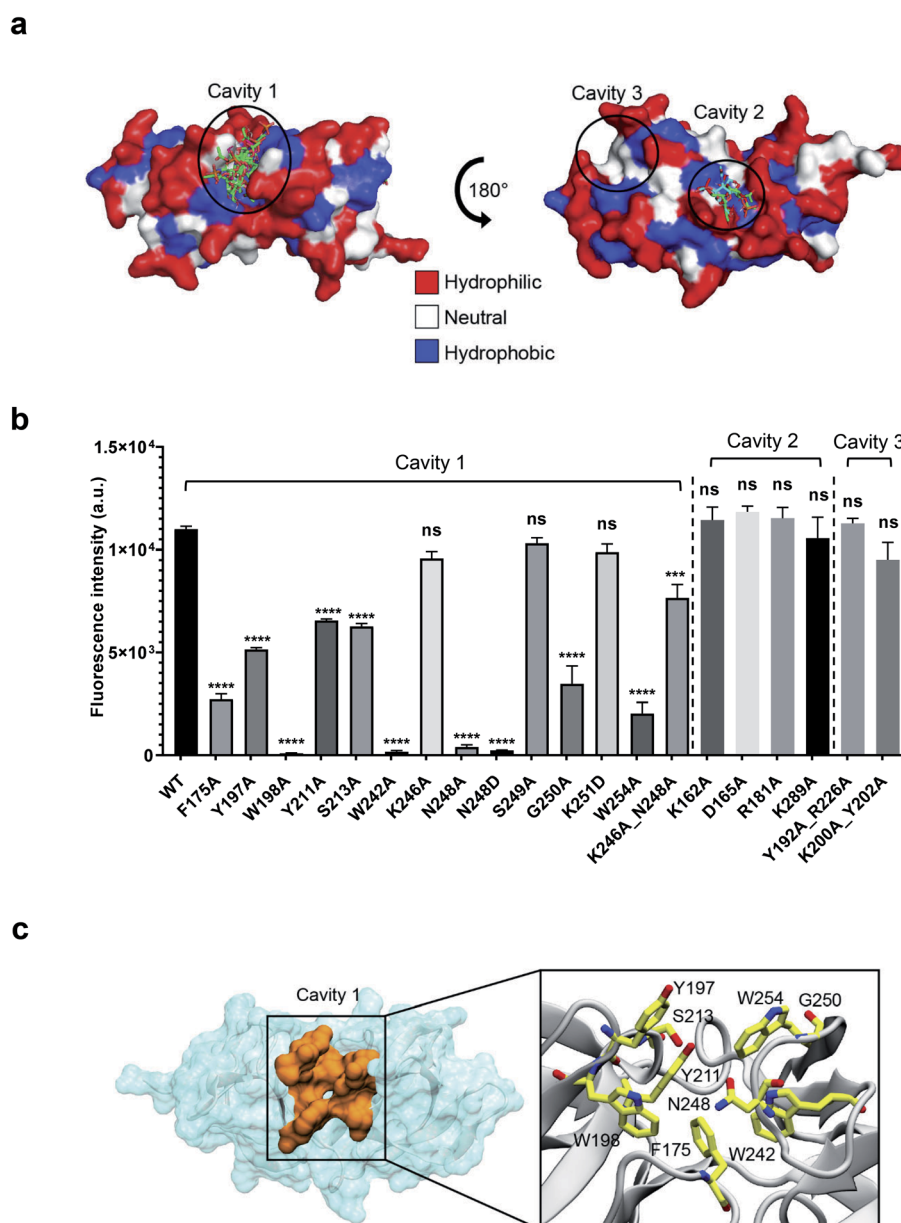 a
Cavity 1
Cavity 3
Cavity 2
180°
Hydrophilic
Neutral
Hydrophobic
b
Fluorescence intensity (a.u.)
1.5×10⁴
1×10⁴
5×10³
0
Cavity 1
Cavity 2
Cavity 3
****
****
****
****
****
****
ns
****
****
ns
****
ns
****
***
ns
ns
ns
ns
ns
ns
WT
F175A
Y197A
W198A
Y211A
S213A
W242A
K246A
N248A
N248D
S249A
G250A
K251D
W254A
K246A_N248A
K162A
D165A
R181A
K289A
Y192A_R226A
K200A_Y202A
c
Cavity 1
Y197
S213
W254
G250
Y211
N248
W198
F175
W242